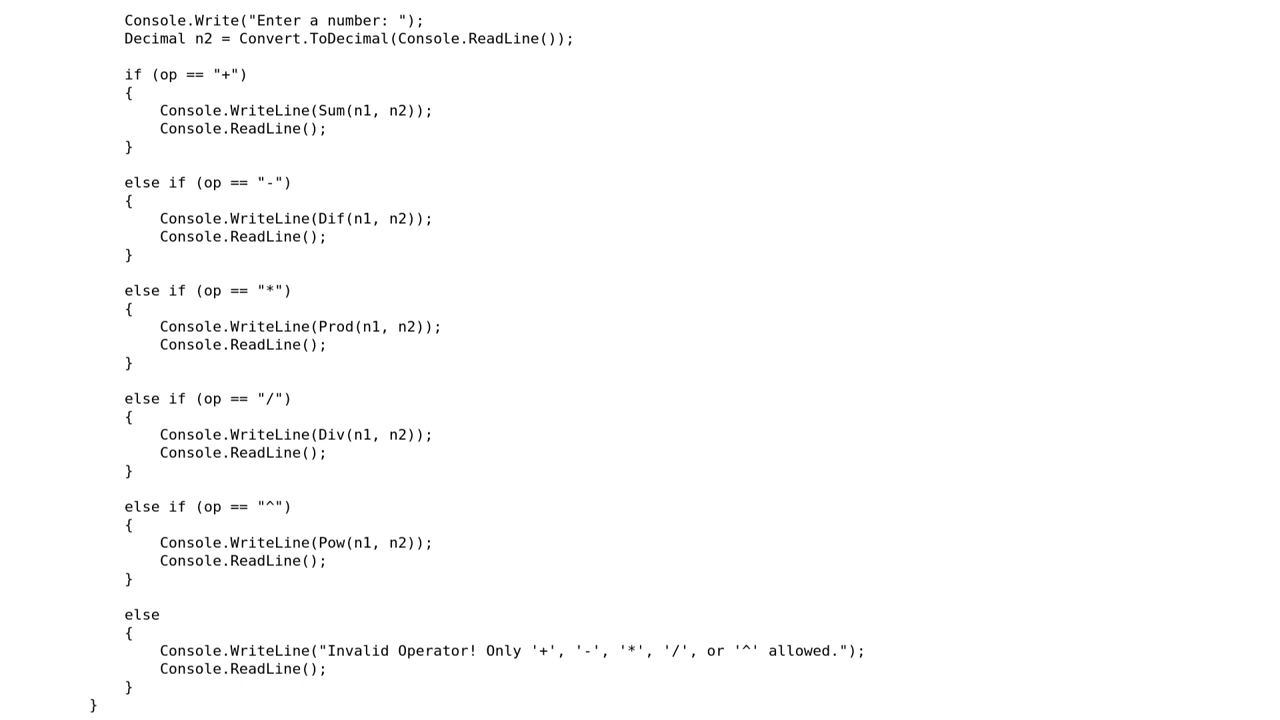 Console.Write("Enter a number: ");
Decimal n2 = Convert.ToDecimal(Console.ReadLine());
if (op == "+")
{
Console.WriteLine(Sum(n1, n2));
Console.ReadLine();
}
else if (op == "-")
{
Console.WriteLine(Dif(n1, n2));
Console.ReadLine();
}
else if (op == "*")
{
Console.WriteLine(Prod(n1, n2));
Console.ReadLine();
}
else if (op == "/")
{
Console.WriteLine(Div(n1, n2));
Console.ReadLine();
}
else if (op == "^")
{
Console.WriteLine(Pow(n1, n2));
Console.ReadLine();
}
else
{
Console.WriteLine("Invalid Operator! Only '+', '-', '*', '/', or '^' allowed.");
Console.ReadLine();
}
}